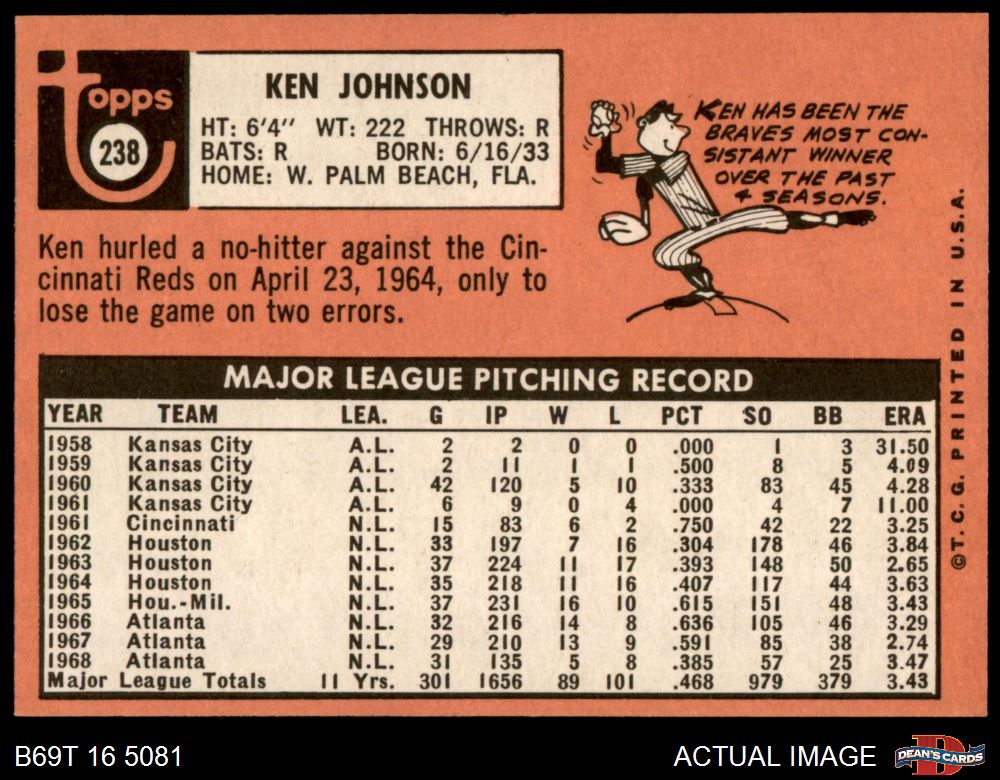 Topps
238
KEN JOHNSON
HT: 6'4" WT: 222 THROWS: R
BATS: R BORN: 6/16/33
HOME: W. PALM BEACH, FLA.
KEN HAS BEEN THE
BRAVES MOST CON-
SISTANT WINNER
OVER THE PAST
4 SEASONS.
Ken hurled a no-hitter against the Cin-
cinnati Reds on April 23, 1964, only to
lose the game on two errors.
MAJOR LEAGUE PITCHING RECORD
YEAR TEAM LEA. G IP W L PCT SO BB ERA
1958 Kansas City A.L. 2 2 0 0 .000 1 3 31.50
1959 Kansas City A.L. 2 11 1 1 .500 8 5 4.09
1960 Kansas City A.L. 42 120 5 10 .333 83 45 4.28
1961 Kansas City A.L. 6 9 0 4 .000 4 7 11.00
1961 Cincinnati N.L. 15 83 6 2 .750 42 22 3.25
1962 Houston N.L. 33 197 7 16 .304 178 46 3.84
1963 Houston N.L. 37 224 11 17 .393 148 50 2.65
1964 Houston N.L. 35 218 11 16 .407 117 44 3.63
1965 Hou.-Mil. N.L. 37 231 16 10 .615 151 48 3.43
1966 Atlanta N.L. 32 216 14 8 .636 105 46 3.29
1967 Atlanta N.L. 29 210 13 9 .591 85 38 2.74
1968 Atlanta N.L. 31 135 5 8 .385 57 25 3.47
Major League Totals 11 Yrs. 301 1656 89 101 .468 979 379 3.43
©T.C.G. PRINTED IN U.S.A.
B69T 16 5081
ACTUAL IMAGE
DEAN'S CARDS